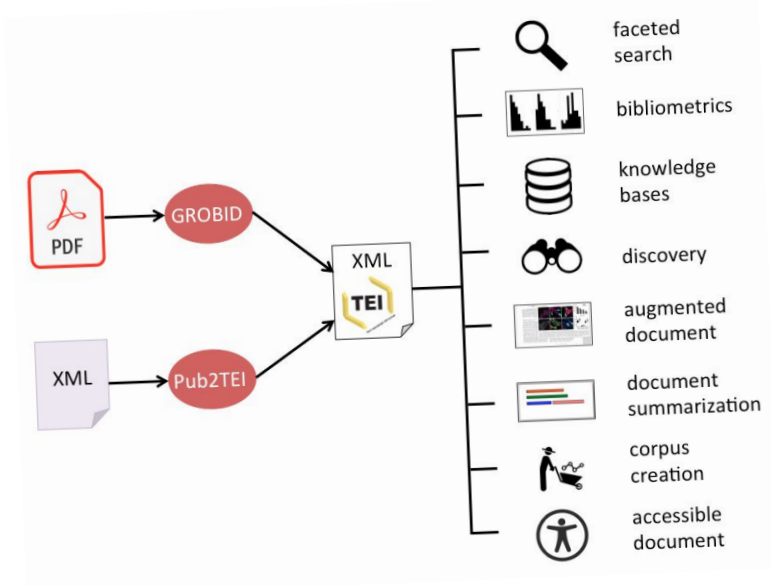 faceted
search
bibliometrics
knowledge
bases
PDF
GROBID
discovery
XML
TEI
augmented
document
XML
Pub2TEI
document
summarization
corpus
creation
accessible
document